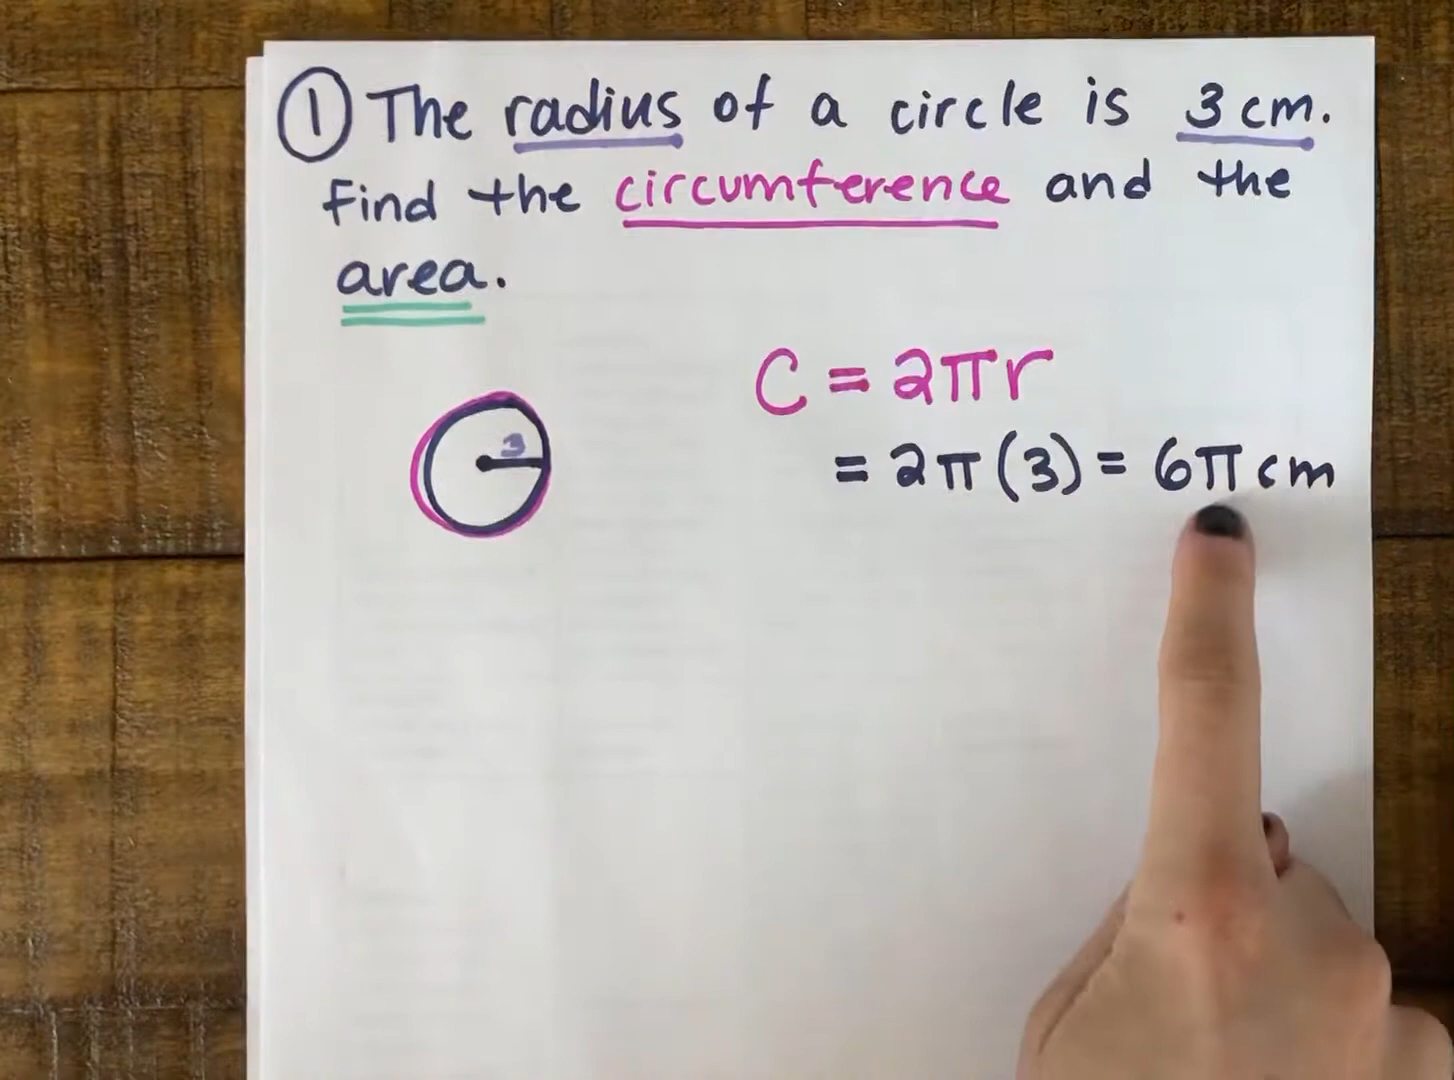 ① The radius of a circle is 3 cm.
Find the circumference and the
area.
C = 2πr
3
= 2π(3) = 6π cm